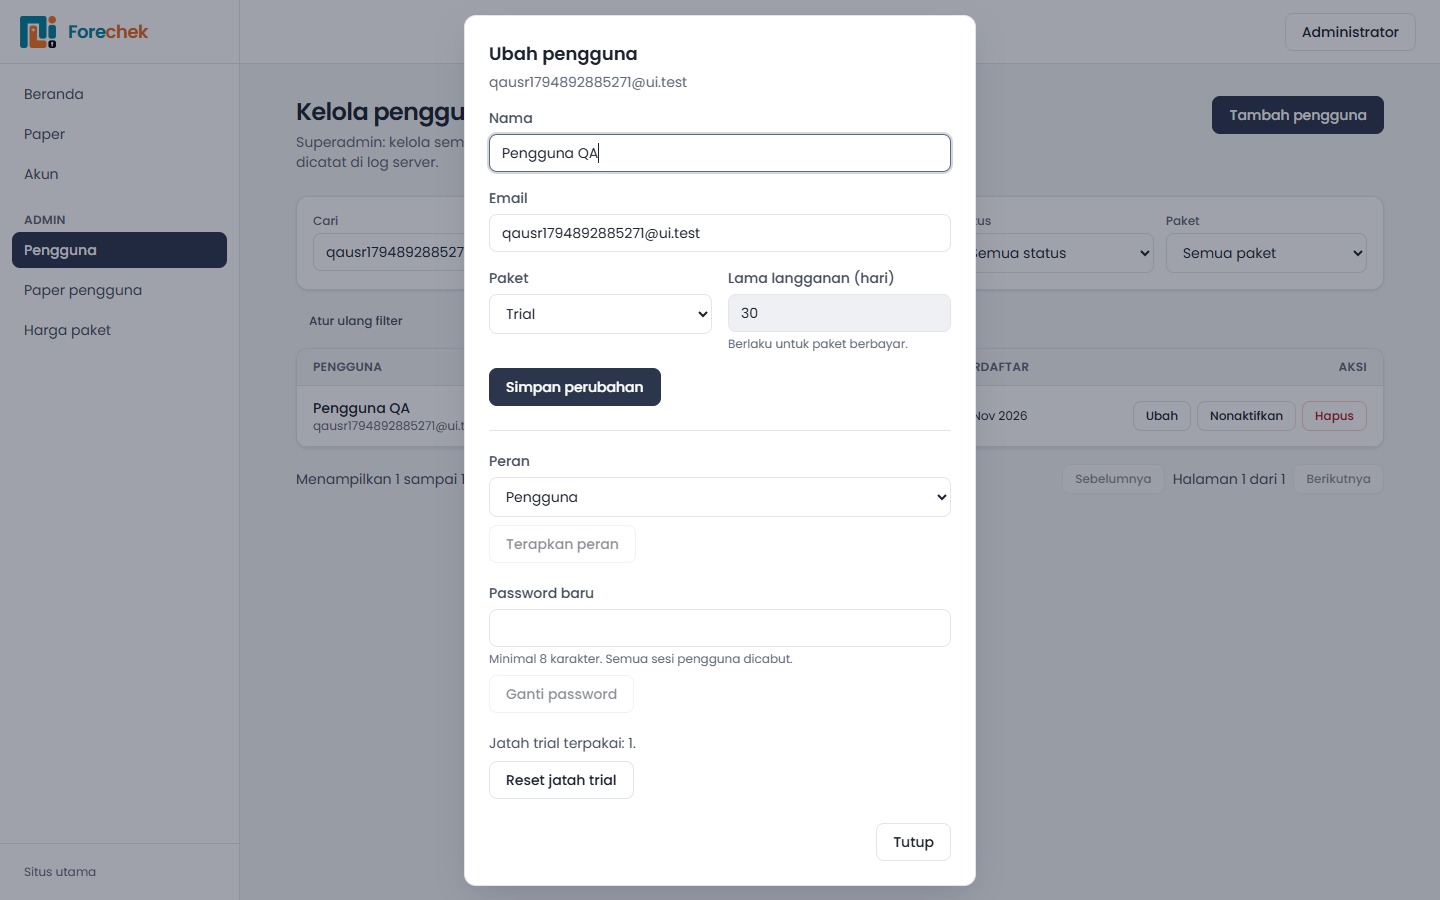 Forechek
Administrator
Beranda
Paper
Akun
ADMIN
Pengguna
Paper pengguna
Harga paket
Situs utama
Kelola penggu
Superadmin: kelola sem
dicatat di log server.
Tambah pengguna
Cari
qausr179489288527
tus
Semua status
Paket
Semua paket
Atur ulang filter
PENGGUNA
RDAFTAR
AKSI
Pengguna QA
qausr1794892885271@ui.t
Nov 2026
Ubah
Nonaktifkan
Hapus
Menampilkan 1 sampai 1
Sebelumnya
Halaman 1 dari 1
Berikutnya
Ubah pengguna
qausr1794892885271@ui.test
Nama
Pengguna QA
Email
qausr1794892885271@ui.test
Paket
Lama langganan (hari)
Trial
30
Berlaku untuk paket berbayar.
Simpan perubahan
Peran
Pengguna
Terapkan peran
Password baru
Minimal 8 karakter. Semua sesi pengguna dicabut.
Ganti password
Jatah trial terpakai: 1.
Reset jatah trial
Tutup